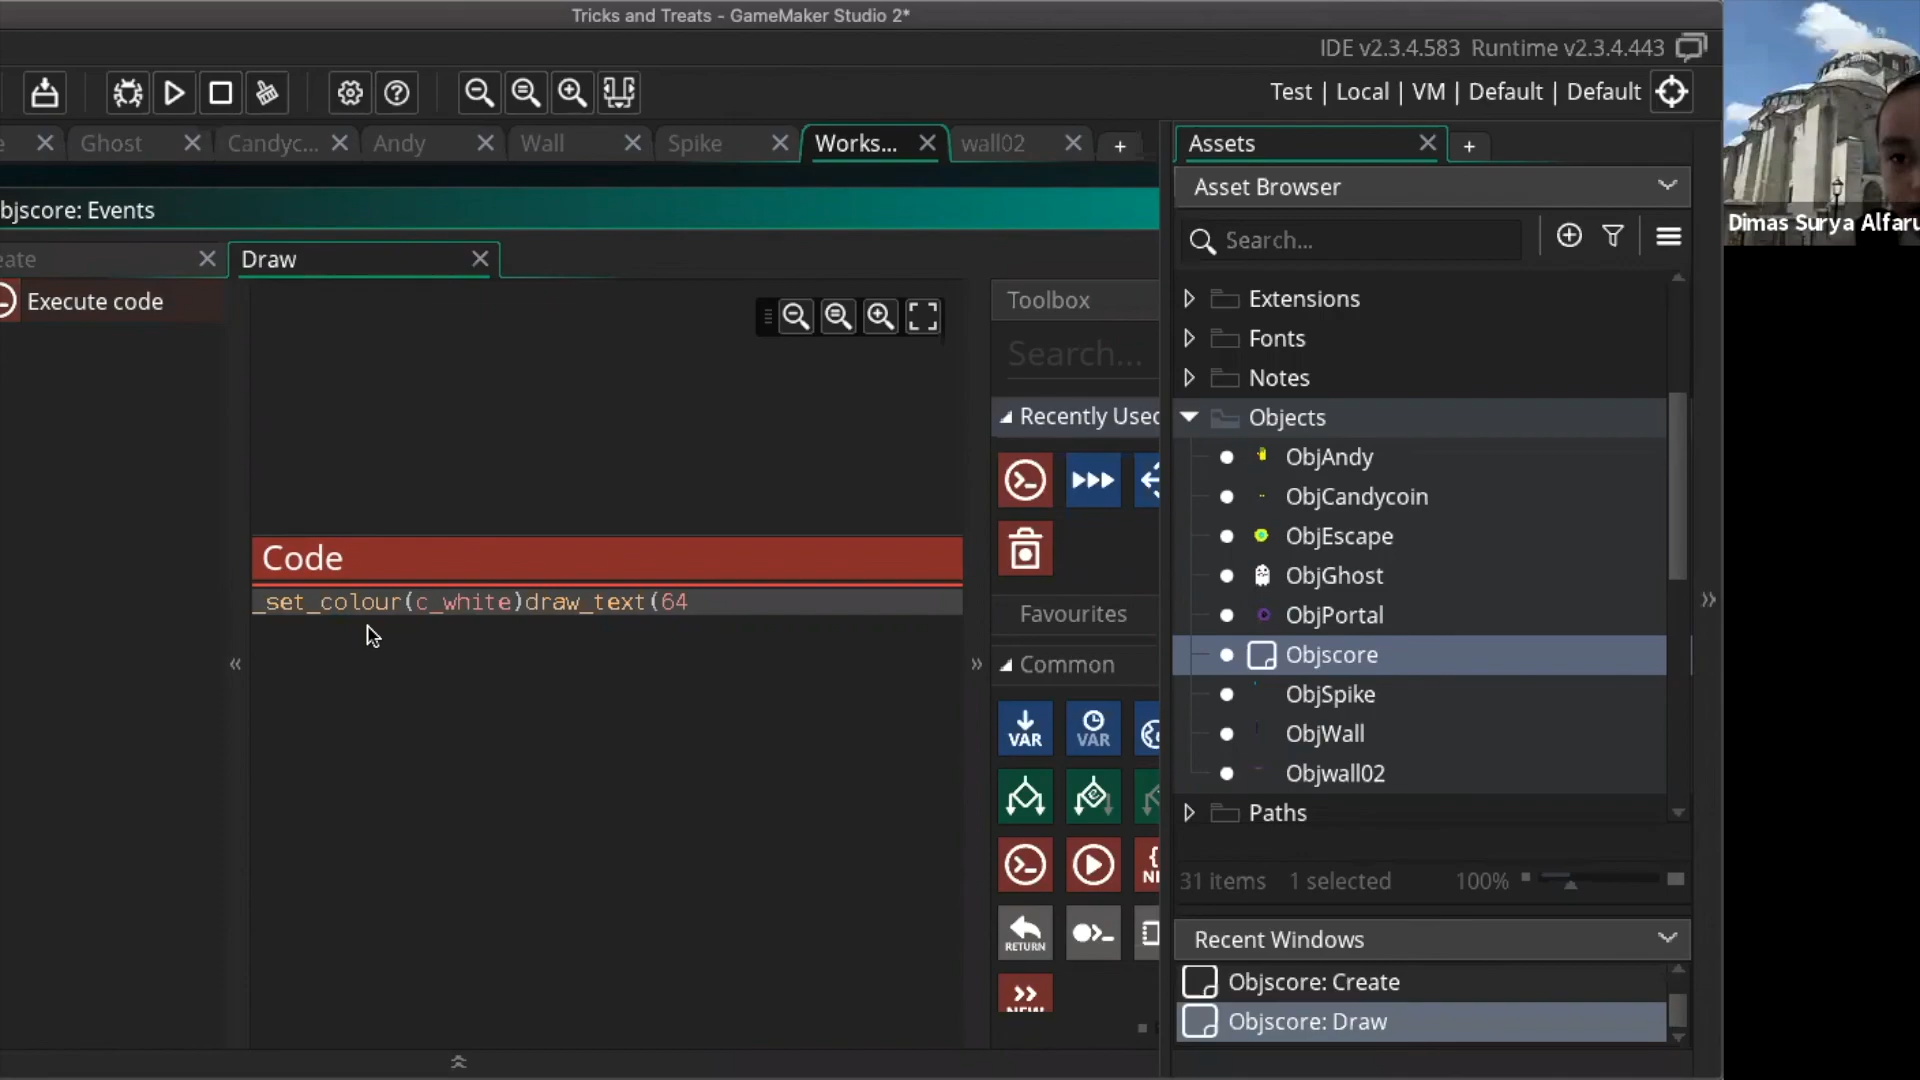 Tricks and Treats - GameMaker Studio 2*
IDE v2.3.4.583 Runtime v2.3.4.443
Test | Local | VM | Default | Default
e
Ghost
Candyc...
Andy
Wall
Spike
Works...
wall02
+
Assets
+
bjscore: Events
Asset Browser
Dimas Surya Alfaru
Search...
eate
Draw
Execute code
Toolbox
Search...
Recently Used
Extensions
Fonts
Notes
Objects
ObjAndy
ObjCandycoin
ObjEscape
ObjGhost
ObjPortal
Objscore
ObjSpike
ObjWall
Objwall02
Paths
Code
_set_colour(c_white)draw_text(64
Favourites
Common
VAR
VAR
NE
RETURN
NEW
31 items 1 selected 100%
Recent Windows
Objscore: Create
Objscore: Draw